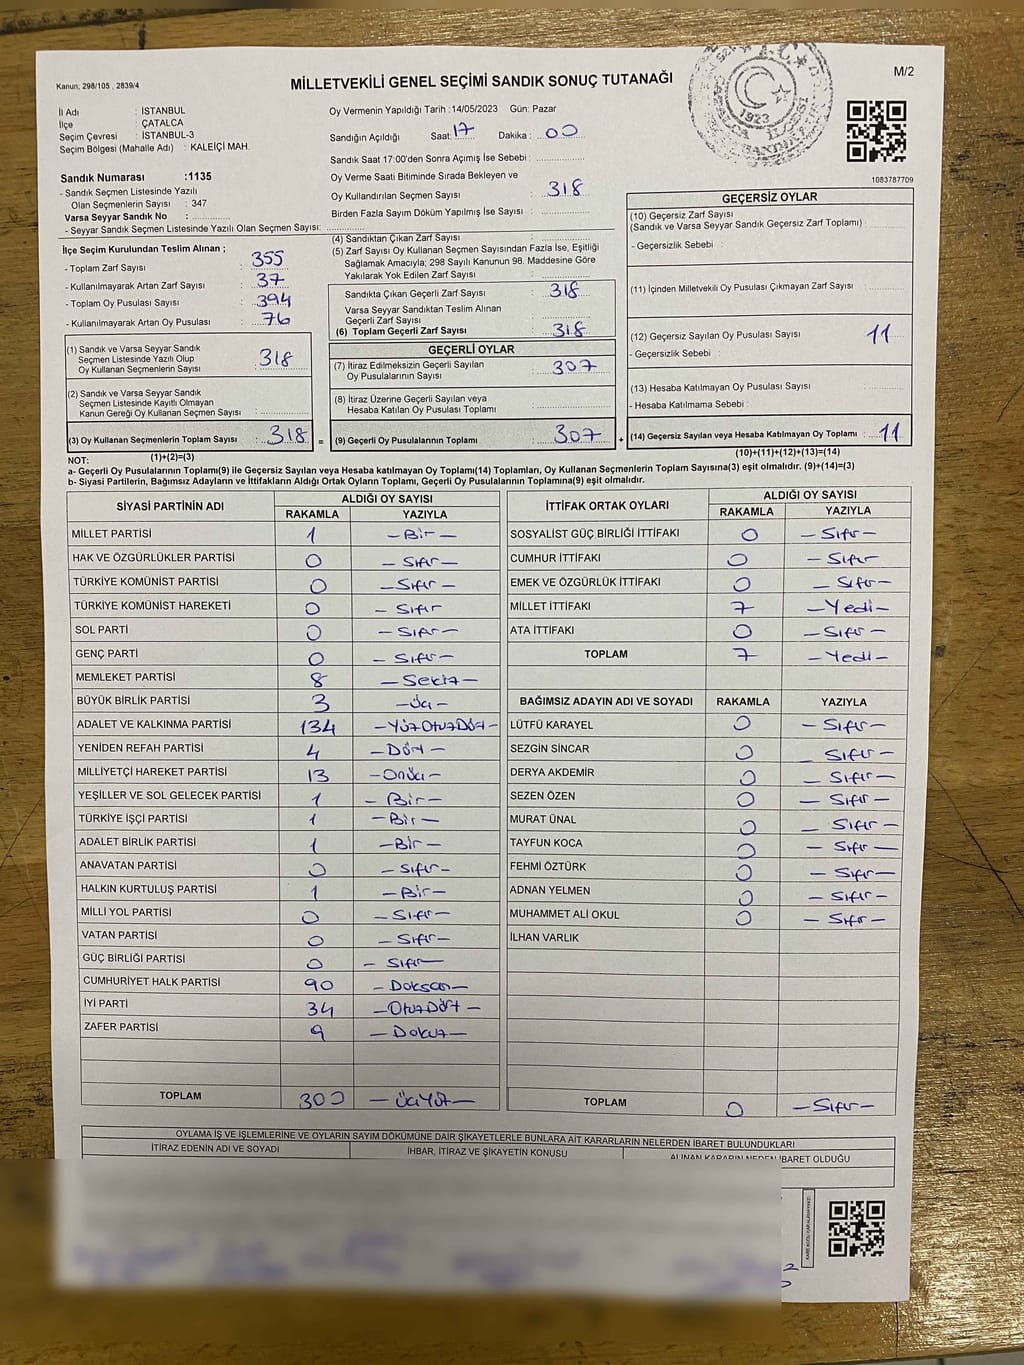 Kanun: 298/105 , 2839/4
MİLLETVEKİLİ GENEL SEÇİMİ SANDIK SONUÇ TUTANAĞI
M/2
İl Adı : İSTANBUL
İlçe : ÇATALCA
Seçim Çevresi : İSTANBUL-3
Seçim Bölgesi (Mahalle Adı) : KALEİÇİ MAH.
Oy Vermenin Yapıldığı Tarih : 14/05/2023 Gün: Pazar
Sandığın Açıldığı Saat: 17 Dakika : 00
Sandık Saat 17:00'den Sonra Açımış İse Sebebi :
T.C.
1923
1083787709
Sandık Numarası :1135
- Sandık Seçmen Listesinde Yazılı
Olan Seçmenlerin Sayısı : 347
Varsa Seyyar Sandık No :
- Seyyar Sandık Seçmen Listesinde Yazılı Olan Seçmen Sayısı:
Oy Verme Saati Bitiminde Sırada Bekleyen ve
Oy Kullandırılan Seçmen Sayısı : 318
Birden Fazla Sayım Döküm Yapılmış İse Sayısı :
İlçe Seçim Kurulundan Teslim Alınan ;
- Toplam Zarf Sayısı : 355
- Kullanılmayarak Artan Zarf Sayısı : 37
- Toplam Oy Pusulası Sayısı : 394
- Kullanılmayarak Artan Oy Pusulası : 76
(4) Sandıktan Çıkan Zarf Sayısı :
(5) Zarf Sayısı Oy Kullanan Seçmen Sayısından Fazla İse, Eşitliği
Sağlamak Amacıyla; 298 Sayılı Kanunun 98. Maddesine Göre
Yakılarak Yok Edilen Zarf Sayısı :
Sandıkta Çıkan Geçerli Zarf Sayısı : 318
Varsa Seyyar Sandıktan Teslim Alınan
Geçerli Zarf Sayısı :
(6) Toplam Geçerli Zarf Sayısı : 318
GEÇERSİZ OYLAR
(10) Geçersiz Zarf Sayısı
(Sandık ve Varsa Seyyar Sandık Geçersiz Zarf Toplamı) :
- Geçersizlik Sebebi :
(11) İçinden Milletvekili Oy Pusulası Çıkmayan Zarf Sayısı :
(12) Geçersiz Sayılan Oy Pusulası Sayısı : 11
- Geçersizlik Sebebi :
(13) Hesaba Katılmayan Oy Pusulası Sayısı :
- Hesaba Katılmama Sebebi :
(14) Geçersiz Sayılan veya Hesaba Katılmayan Oy Toplamı : 11
(10)+(11)+(12)+(13)=(14)
(1) Sandık ve Varsa Seyyar Sandık
Seçmen Listesinde Yazılı Olup
Oy Kullanan Seçmenlerin Sayısı : 318
(2) Sandık ve Varsa Seyyar Sandık
Seçmen Listesinde Kayıtlı Olmayan
Kanun Gereği Oy Kullanan Seçmen Sayısı :
(3) Oy Kullanan Seçmenlerin Toplam Sayısı : 318 =
(1)+(2)=(3)
GEÇERLİ OYLAR
(7) İtiraz Edilmeksizin Geçerli Sayılan
Oy Pusulalarının Sayısı : 307
(8) İtiraz Üzerine Geçerli Sayılan veya
Hesaba Katılan Oy Pusulası Toplamı :
(9) Geçerli Oy Pusulalarının Toplamı : 307 +
NOT:
a- Geçerli Oy Pusulalarının Toplamı(9) ile Geçersiz Sayılan veya Hesaba katılmayan Oy Toplamı(14) Toplamları, Oy Kullanan Seçmenlerin Toplam Sayısına(3) eşit olmalıdır. (9)+(14)=(3)
b- Siyasi Partilerin, Bağımsız Adayların ve İttifakların Aldığı Ortak Oyların Toplamı, Geçerli Oy Pusulalarının Toplamına(9) eşit olmalıdır.
SİYASİ PARTİNİN ADI ALDIĞI OY SAYISI
RAKAMLA YAZIYLA
MİLLET PARTİSİ 1 - Bir -
HAK VE ÖZGÜRLÜKLER PARTİSİ 0 - Sıfır -
TÜRKİYE KOMÜNİST PARTİSİ 0 - Sıfır -
TÜRKİYE KOMÜNİST HAREKETİ 0 - Sıfır
SOL PARTİ 0 - Sıfır -
GENÇ PARTİ 0 - Sıfır -
MEMLEKET PARTİSİ 8 - Sekiz -
BÜYÜK BİRLİK PARTİSİ 3 - Üç -
ADALET VE KALKINMA PARTİSİ 134 - YüzOtuzDört -
YENİDEN REFAH PARTİSİ 4 - Dört -
MİLLİYETÇİ HAREKET PARTİSİ 13 - Onüç -
YEŞİLLER VE SOL GELECEK PARTİSİ 1 - Bir -
TÜRKİYE İŞÇİ PARTİSİ 1 - Bir -
ADALET BİRLİK PARTİSİ 1 - Bir -
ANAVATAN PARTİSİ 0 - Sıfır -
HALKIN KURTULUŞ PARTİSİ 1 - Bir -
MİLLİ YOL PARTİSİ 0 - Sıfır -
VATAN PARTİSİ 0 - Sıfır -
GÜÇ BİRLİĞİ PARTİSİ 0 - Sıfır -
CUMHURİYET HALK PARTİSİ 90 - Doksan -
İYİ PARTİ 34 - OtuzDört -
ZAFER PARTİSİ 9 - Dokuz -
TOPLAM 300 - ÜçYüz -
İTTİFAK ORTAK OYLARI ALDIĞI OY SAYISI
RAKAMLA YAZIYLA
SOSYALİST GÜÇ BİRLİĞİ İTTİFAKI 0 - Sıfır -
CUMHUR İTTİFAKI 0 - Sıfır
EMEK VE ÖZGÜRLÜK İTTİFAKI 0 - Sıfır -
MİLLET İTTİFAKI 7 - Yedi -
ATA İTTİFAKI 0 - Sıfır -
TOPLAM 7 - Yedi -
BAĞIMSIZ ADAYIN ADI VE SOYADI RAKAMLA YAZIYLA
LÜTFÜ KARAYEL 0 - Sıfır -
SEZGİN SİNCAR 0 - Sıfır -
DERYA AKDEMİR 0 - Sıfır -
SEZEN ÖZEN 0 - Sıfır -
MURAT ÜNAL 0 - Sıfır -
TAYFUN KOCA 0 - Sıfır -
FEHMİ ÖZTÜRK 0 - Sıfır -
ADNAN YELMEN 0 - Sıfır -
MUHAMMET ALİ OKUL 0 - Sıfır -
İLHAN VARLIK
TOPLAM 0 - Sıfır -
OYLAMA İŞ VE İŞLEMLERİNE VE OYLARIN SAYIM DÖKÜMÜNE DAİR ŞİKAYETLERLE BUNLARA AİT KARARLARIN NELERDEN İBARET BULUNDUKLARI
İTİRAZ EDENİN ADI VE SOYADI İHBAR, İTİRAZ VE ŞİKAYETİN KONUSU ALINAN KARARIN NEDEN İBARET OLDUĞU